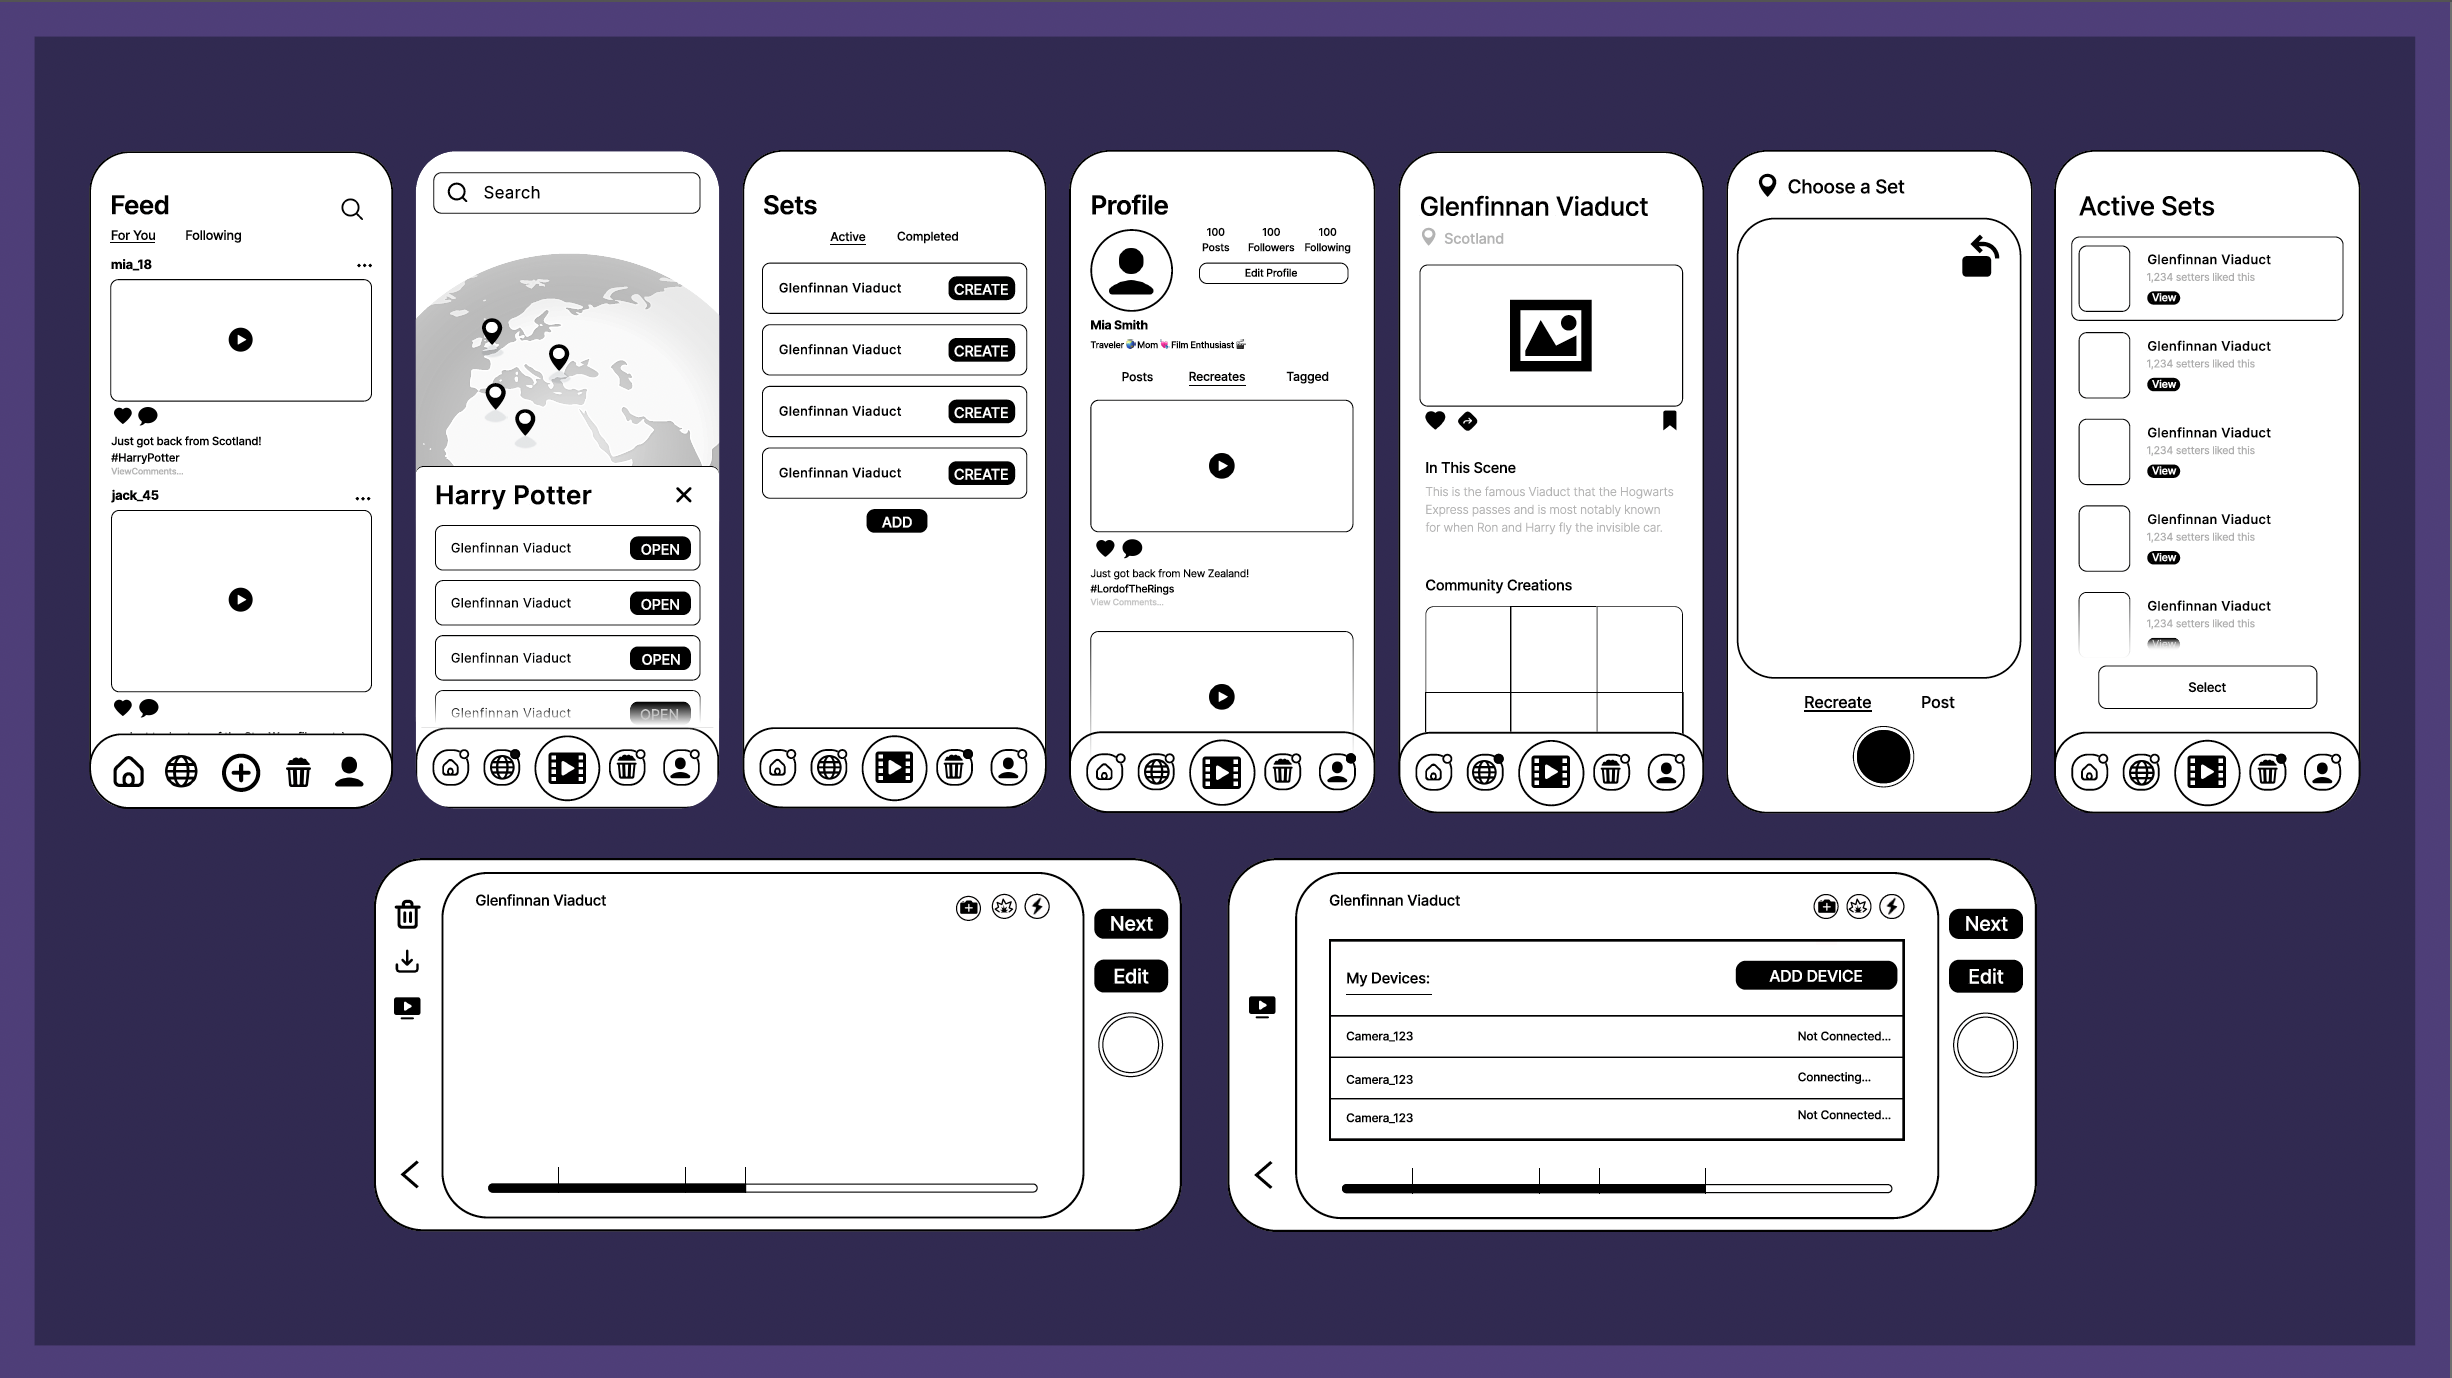 Feed
For You Following
mia_18
Just got back from Scotland!
#HarryPotter
ViewComments...
jack_45
Search
Harry Potter
Glenfinnan Viaduct OPEN
Glenfinnan Viaduct OPEN
Glenfinnan Viaduct OPEN
Glenfinnan Viaduct OPEN
Sets
Active Completed
Glenfinnan Viaduct CREATE
Glenfinnan Viaduct CREATE
Glenfinnan Viaduct CREATE
Glenfinnan Viaduct CREATE
ADD
Profile
100 100 100
Posts Followers Following
Edit Profile
Mia Smith
Traveler 🌍 Mom 💘 Film Enthusiast 🎬
Posts Recreates Tagged
Just got back from New Zealand!
#LordofTheRings
View Comments...
Glenfinnan Viaduct
Scotland
In This Scene
This is the famous Viaduct that the Hogwarts
Express passes and is most notably known
for when Ron and Harry fly the invisible car.
Community Creations
Choose a Set
Recreate Post
Active Sets
Glenfinnan Viaduct
1,234 setters liked this
View
Glenfinnan Viaduct
1,234 setters liked this
View
Glenfinnan Viaduct
1,234 setters liked this
View
Glenfinnan Viaduct
1,234 setters liked this
View
Glenfinnan Viaduct
1,234 setters liked this
View
Select
Glenfinnan Viaduct
Next
Edit
Glenfinnan Viaduct
My Devices: ADD DEVICE
Camera_123 Not Connected...
Camera_123 Connecting...
Camera_123 Not Connected...
Next
Edit